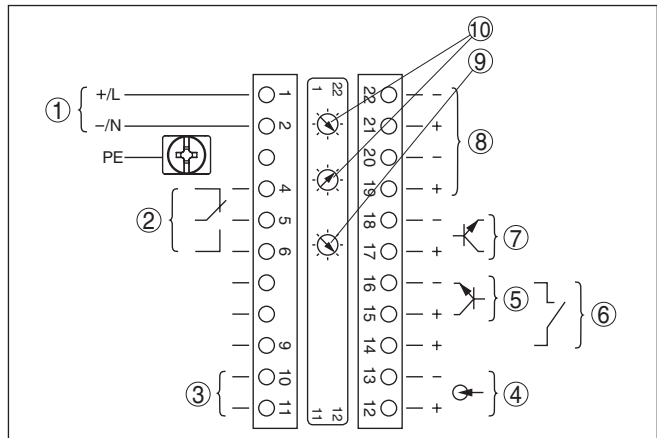 ⑩
⑨
① +/L 1 1 22 22 −
−/N 2 21 + ⑧
PE 20 −
4 19 +
② 5 18 − ⑦
6 17 +
16 − ⑤
15 + ⑥
9 14 +
③ 10 13 − ④
11 11 12 12 +